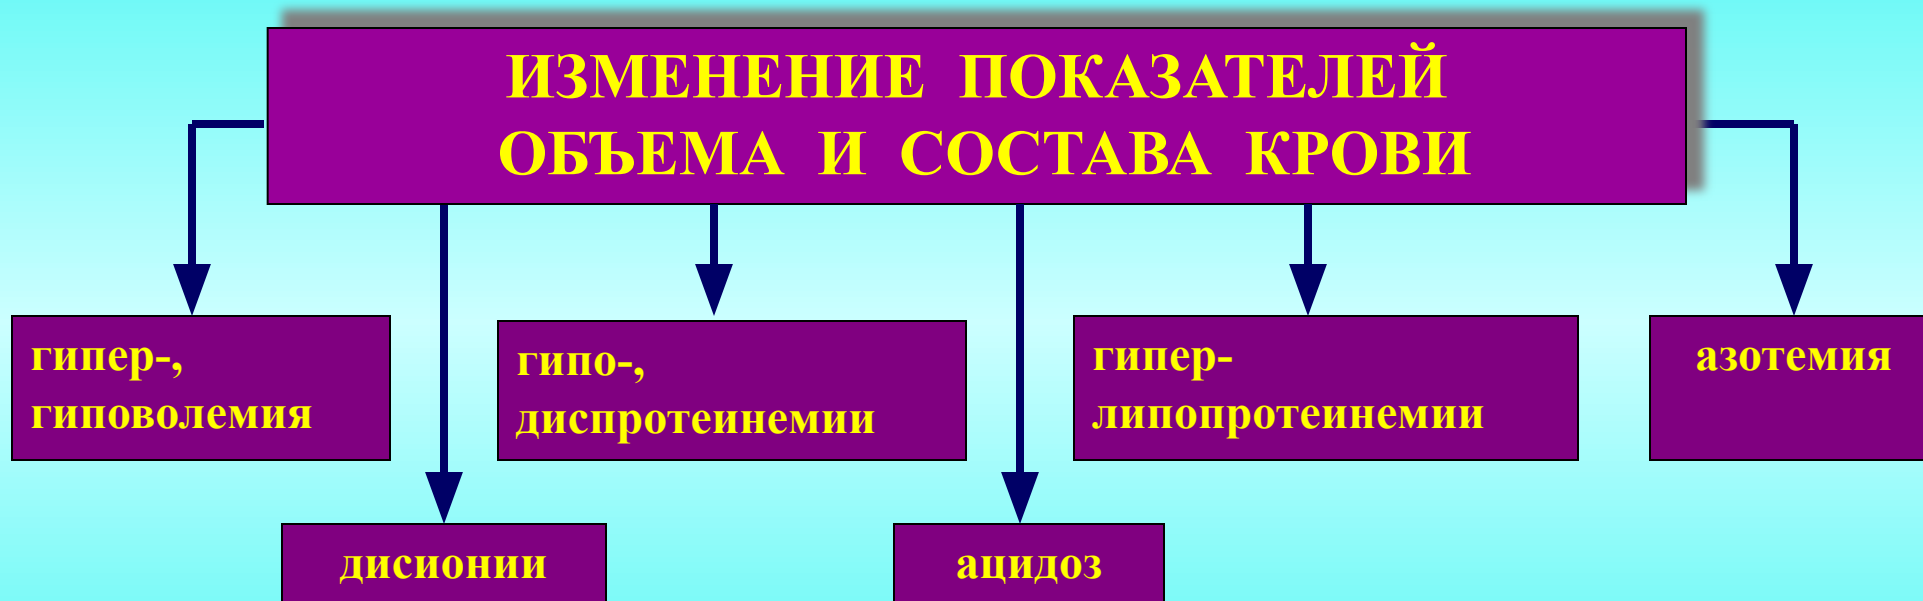 ИЗМЕНЕНИЕ ПОКАЗАТЕЛЕЙ
ОБЪЕМА И СОСТАВА КРОВИ
гипер-,
гиповолемия
гипо-,
диспротеинемии
гипер-
липопротеинемии
азотемия
дисионии
ацидоз